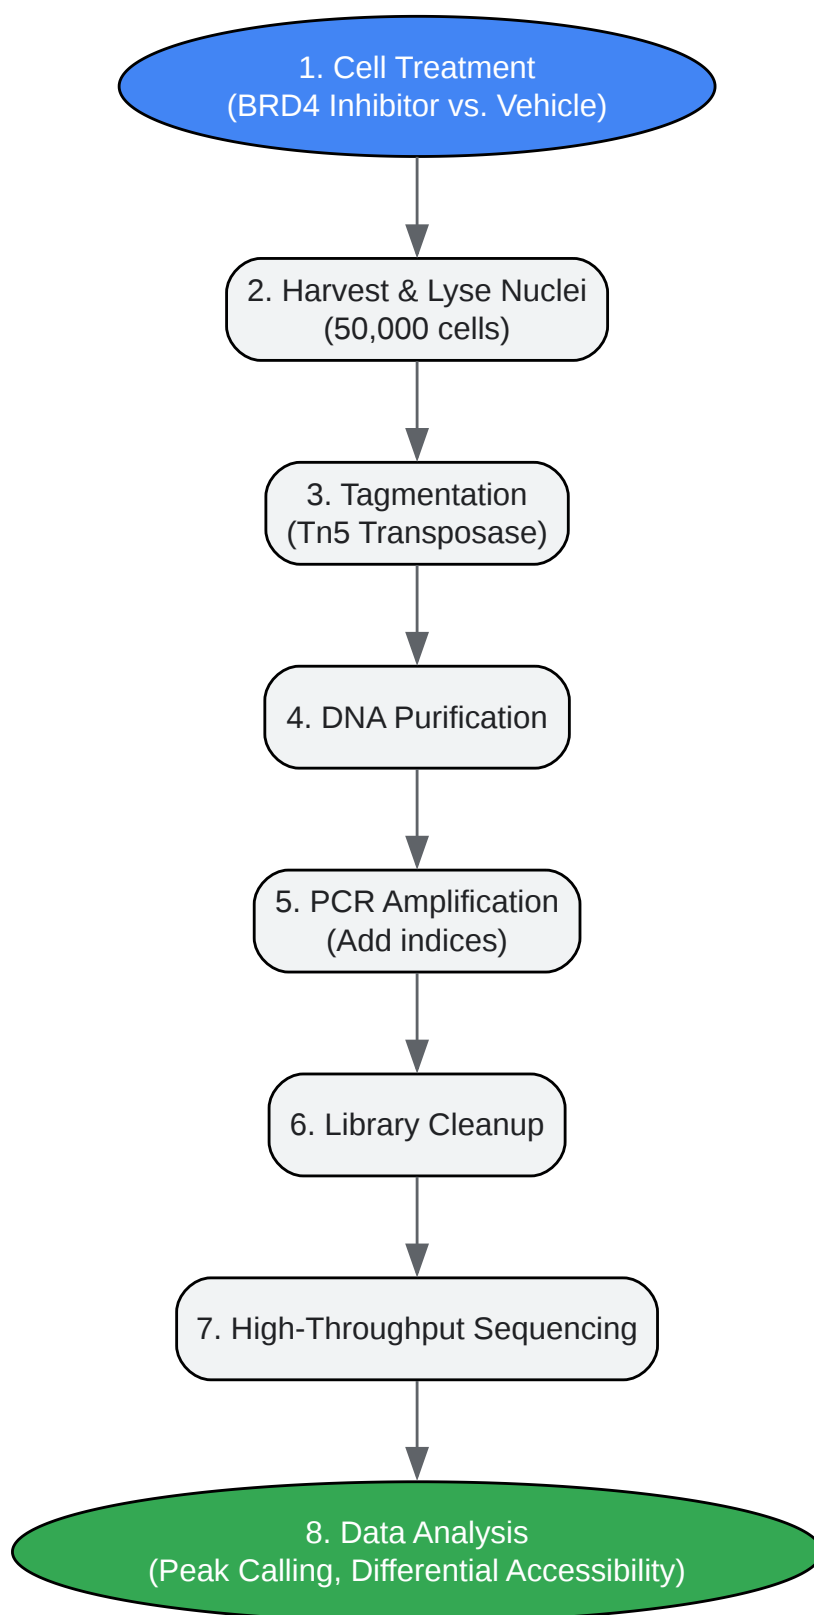 1. Cell Treatment
(BRD4 Inhibitor vs. Vehicle)
2. Harvest & Lyse Nuclei
(50,000 cells)
3. Tagmentation
(Tn5 Transposase)
4. DNA Purification
5. PCR Amplification
(Add indices)
6. Library Cleanup
7. High-Throughput Sequencing
8. Data Analysis
(Peak Calling, Differential Accessibility)